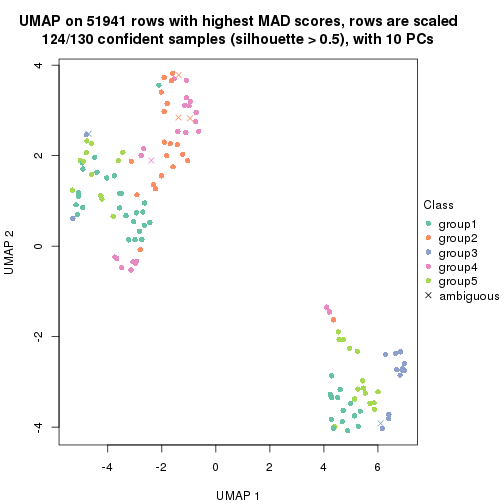 UMAP on 51941 rows with highest MAD scores, rows are scaled
124/130 confident samples (silhouette > 0.5), with 10 PCs
4
2
0
-2
-4
UMAP 2
-4
-2
0
2
4
6
UMAP 1
Class
group1
group2
group3
group4
group5
ambiguous